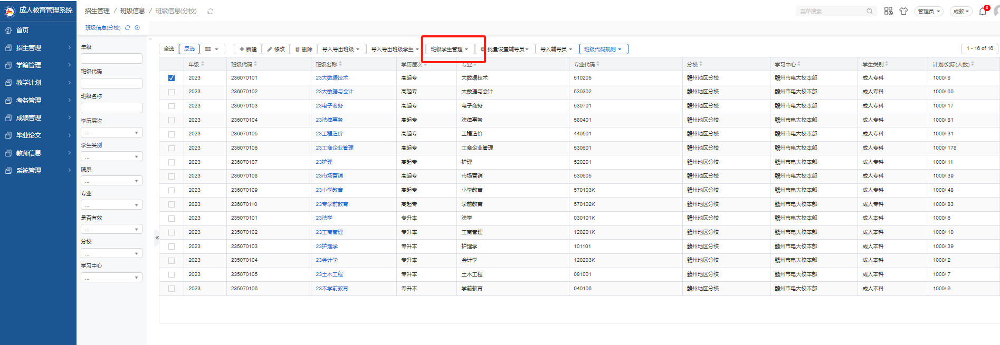 成人教育管理系统
招生管理 / 班级信息 / 班级信息(分校)
菜单搜索
管理员
成教
0
班级信息(分校)
首页
招生管理
学籍管理
教学计划
考务管理
成绩管理
毕业论文
教师信息
系统管理
年级
班级代码
班级名称
学历层次
...
学生类别
...
院系
...
专业
...
是否有效
...
分校
...
学习中心
...
全选 反选 新建 修改 删除 导入导出班级 导入导出班级学生 班级学生管理 批量设置辅导员 导入辅导员 班级代码规则 1 - 16 of 16
年级 班级代码 班级名称 学历层次 专业 专业代码 分校 学习中心 学生类别 计划/实际(人数)
2023 236070101 23大数据技术 高起专 大数据技术 510205 赣州地区分校 赣州市电大校本部 成人专科 1000/ 8
2023 236070102 23大数据与会计 高起专 大数据与会计 530302 赣州地区分校 赣州市电大校本部 成人专科 1000/ 60
2023 236070103 23电子商务 高起专 电子商务 530701 赣州地区分校 赣州市电大校本部 成人专科 1000/ 17
2023 236070104 23法律事务 高起专 法律事务 580401 赣州地区分校 赣州市电大校本部 成人专科 1000/ 81
2023 236070105 23工程造价 高起专 工程造价 440501 赣州地区分校 赣州市电大校本部 成人专科 1000/ 31
2023 236070106 23工商企业管理 高起专 工商企业管理 530601 赣州地区分校 赣州市电大校本部 成人专科 1000/ 178
2023 236070107 23护理 高起专 护理 520201 赣州地区分校 赣州市电大校本部 成人专科 1000/ 11
2023 236070108 23市场营销 高起专 市场营销 530605 赣州地区分校 赣州市电大校本部 成人专科 1000/ 39
2023 236070109 23小学教育 高起专 小学教育 570103K 赣州地区分校 赣州市电大校本部 成人专科 1000/ 48
2023 236070110 23专学前教育 高起专 学前教育 570102K 赣州地区分校 赣州市电大校本部 成人专科 1000/ 83
2023 235070101 23法学 专升本 法学 030101K 赣州地区分校 赣州市电大校本部 成人本科 1000/ 6
2023 235070102 23工商管理 专升本 工商管理 120201K 赣州地区分校 赣州市电大校本部 成人本科 1000/ 10
2023 235070103 23护理学 专升本 护理学 101101 赣州地区分校 赣州市电大校本部 成人本科 1000/ 39
2023 235070104 23会计学 专升本 会计学 120203K 赣州地区分校 赣州市电大校本部 成人本科 1000/ 2
2023 235070105 23土木工程 专升本 土木工程 081001 赣州地区分校 赣州市电大校本部 成人本科 1000/ 7
2023 235070106 23本学前教育 专升本 学前教育 040106 赣州地区分校 赣州市电大校本部 成人本科 1000/ 9